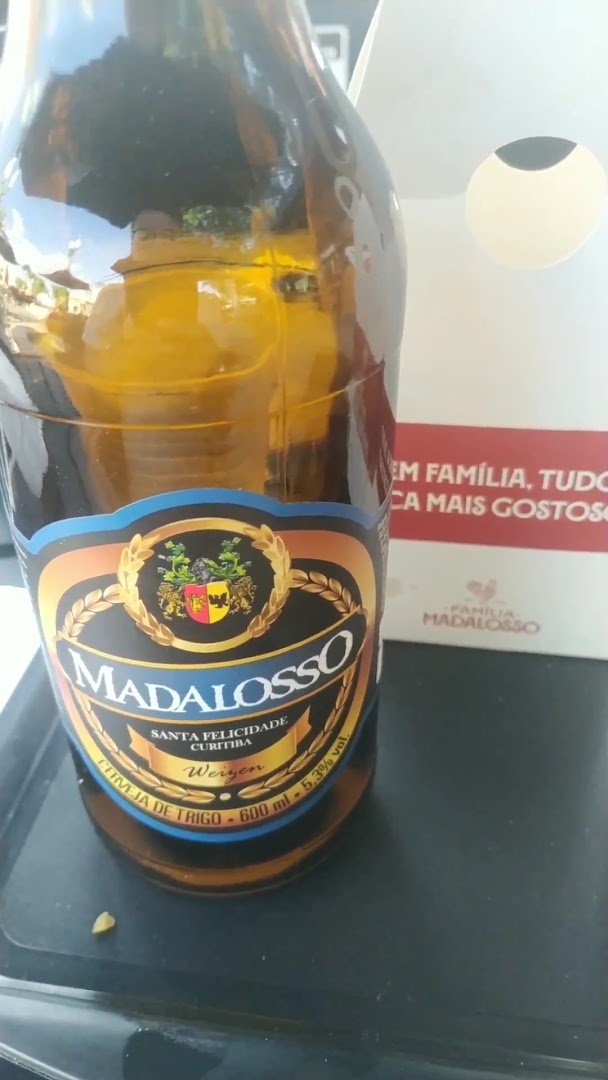 EM FAMÍLIA, TUDO
CA MAIS GOSTOSO
FAMÍLIA
MADALOSSO
MADALOSSO
SANTA FELICIDADE
CURITIBA
Weizen
CERVEJA DE TRIGO • 600 ml • 5.3% vol.